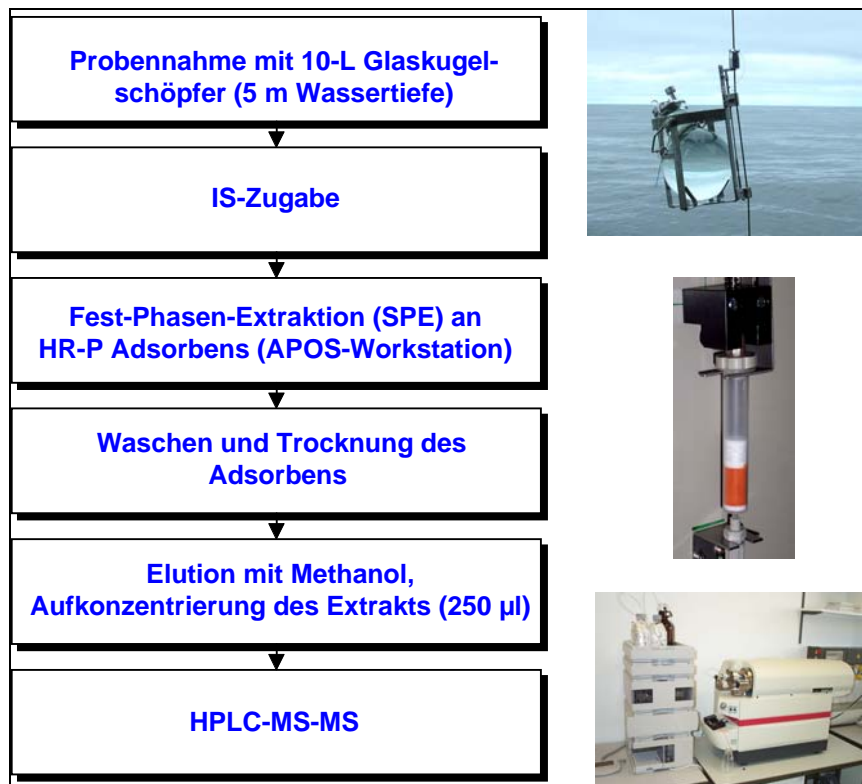 Probennahme mit 10-L Glaskugel-
schöpfer (5 m Wassertiefe)
IS-Zugabe
Fest-Phasen-Extraktion (SPE) an
HR-P Adsorbens (APOS-Workstation)
Waschen und Trocknung des
Adsorbens
Elution mit Methanol,
Aufkonzentrierung des Extrakts (250 µl)
HPLC-MS-MS